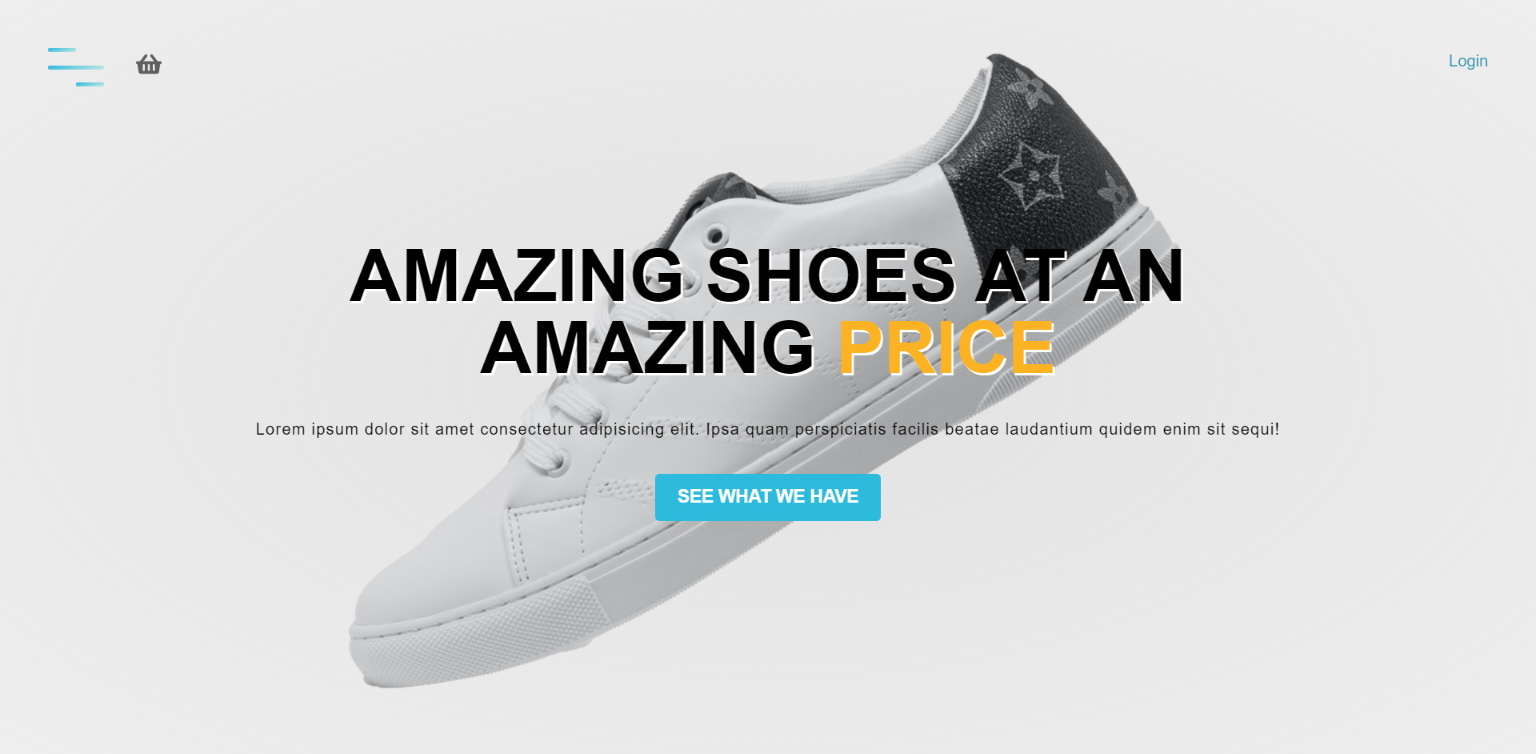 Login
AMAZING SHOES AT AN
AMAZING PRICE
Lorem ipsum dolor sit amet consectetur adipisicing elit. Ipsa quam perspiciatis facilis beatae laudantium quidem enim sit sequi!
SEE WHAT WE HAVE